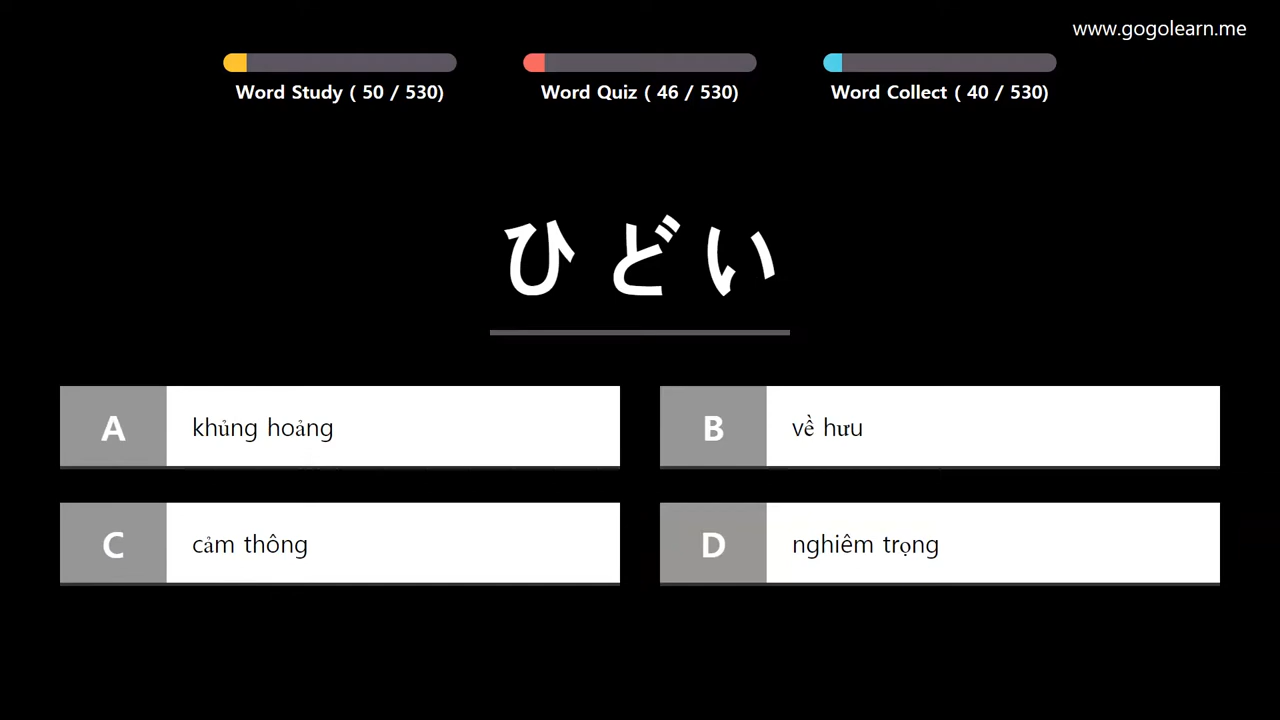 www.gogolearn.me
Word Study ( 50 / 530)
Word Quiz ( 46 / 530)
Word Collect ( 40 / 530)
ひどい
A khủng hoảng
B về hưu
C cảm thông
D nghiêm trọng